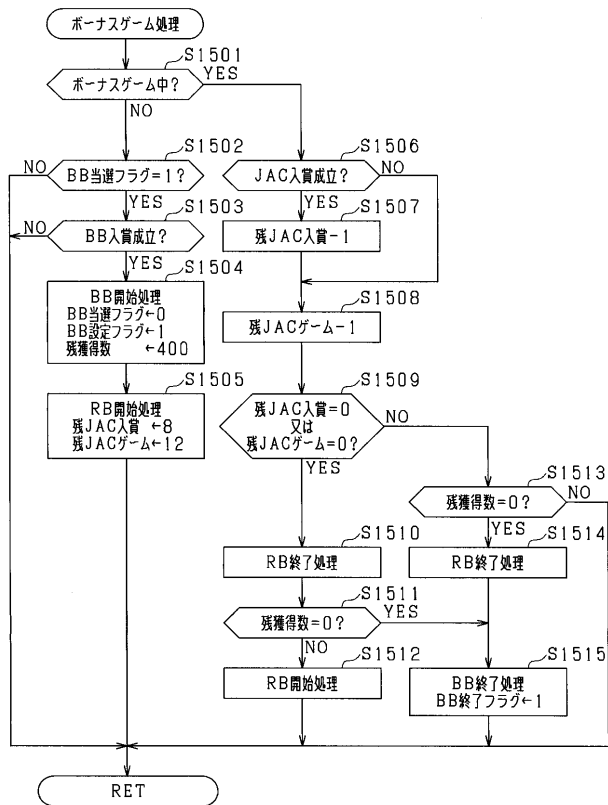 ボーナスゲーム処理
S1501
ボーナスゲーム中?
YES
NO
S1502
NO
BB当選フラグ=1?
YES
S1503
NO
BB入賞成立?
YES
S1504
BB開始処理
BB当選フラグ←0
BB設定フラグ←1
残獲得数 ←400
S1505
RB開始処理
残JAC入賞 ←8
残JACゲーム←12
S1506
JAC入賞成立?
NO
YES
S1507
残JAC入賞-1
S1508
残JACゲーム-1
S1509
残JAC入賞=0
又は
残JACゲーム=0?
NO
YES
S1510
RB終了処理
S1511
残獲得数=0?
YES
NO
S1512
RB開始処理
S1513
残獲得数=0?
NO
YES
S1514
RB終了処理
S1515
BB終了処理
BB終了フラグ←1
RET